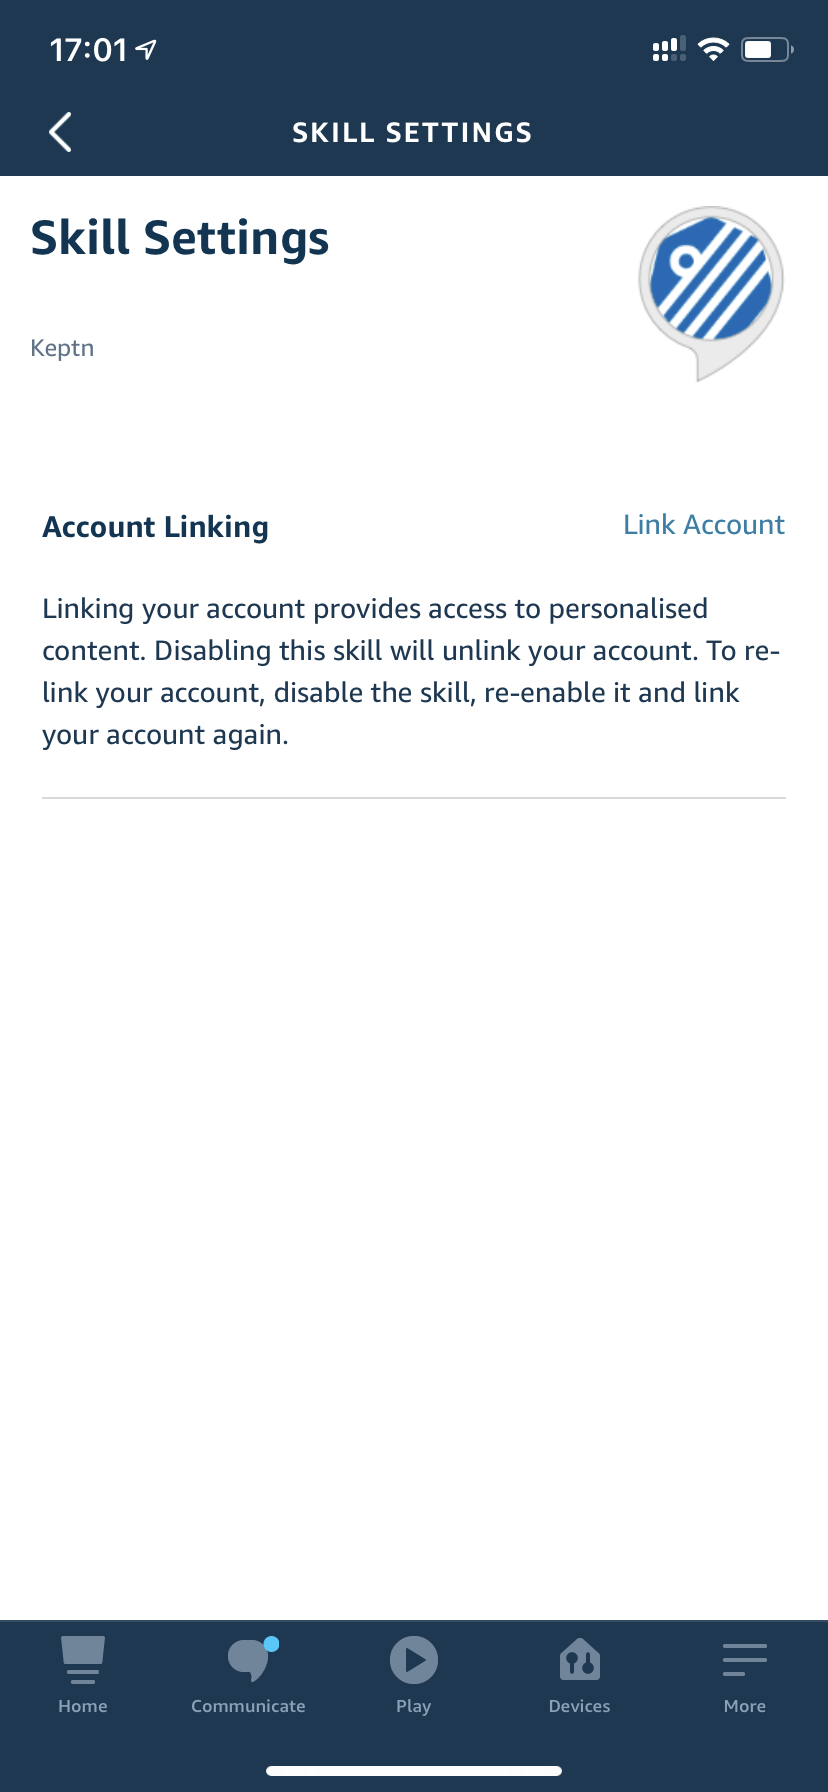 17:01
SKILL SETTINGS
Skill Settings
Keptn
Account Linking
Link Account
Linking your account provides access to personalised
content. Disabling this skill will unlink your account. To re-
link your account, disable the skill, re-enable it and link
your account again.
Home
Communicate
Play
Devices
More